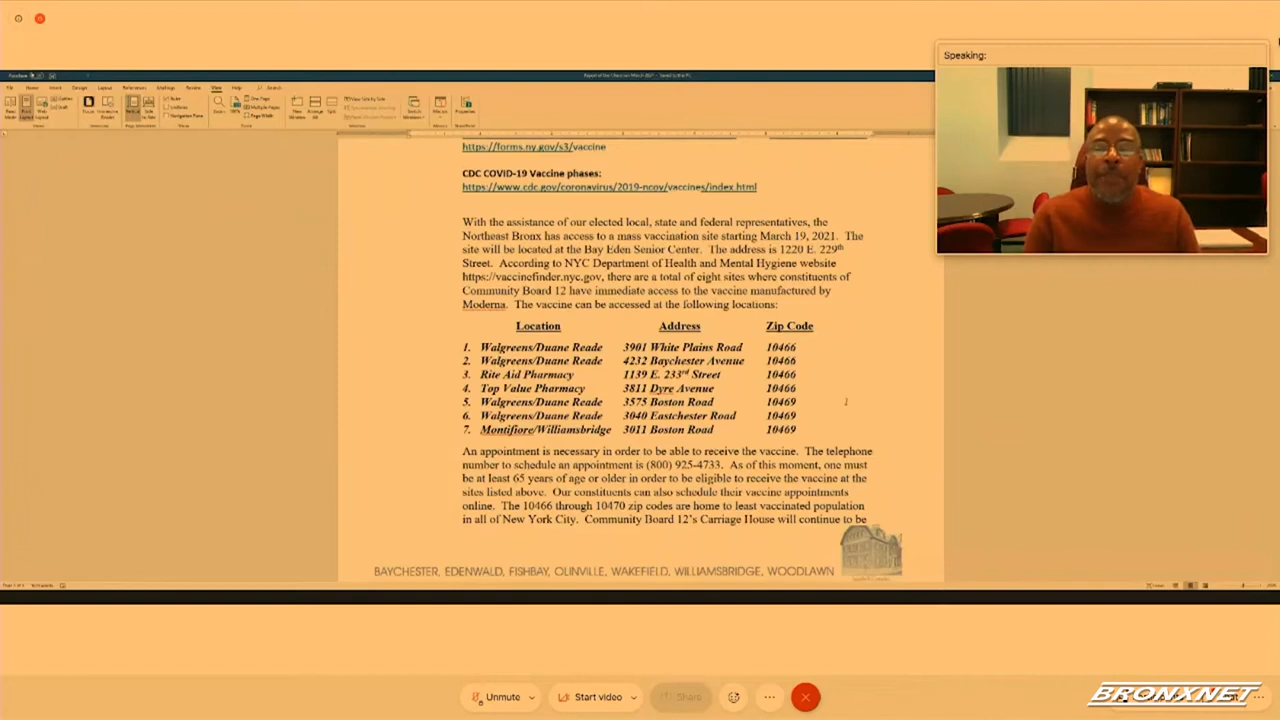 Speaking:
https://forms.ny.gov/s3/vaccine
CDC COVID-19 Vaccine phases:
https://www.cdc.gov/coronavirus/2019-ncov/vaccines/index.html
With the assistance of our elected local, state and federal representatives, the
Northeast Bronx has access to a mass vaccination site starting March 19, 2021. The
site will be located at the Bay Eden Senior Center. The address is 1220 E. 229th
Street. According to NYC Department of Health and Mental Hygiene website
https://vaccinefinder.nyc.gov, there are a total of eight sites where constituents of
Community Board 12 have immediate access to the vaccine manufactured by
Moderna. The vaccine can be accessed at the following locations:
Location Address Zip Code
1. Walgreens/Duane Reade 3901 White Plains Road 10466
2. Walgreens/Duane Reade 4232 Baychester Avenue 10466
3. Rite Aid Pharmacy 1139 E. 233rd Street 10466
4. Top Value Pharmacy 3811 Dyre Avenue 10466
5. Walgreens/Duane Reade 3575 Boston Road 10469
6. Walgreens/Duane Reade 3040 Eastchester Road 10469
7. Montifiore/Williamsbridge 3011 Boston Road 10469
An appointment is necessary in order to be able to receive the vaccine. The telephone
number to schedule an appointment is (800) 925-4733. As of this moment, one must
be at least 65 years of age or older in order to be eligible to receive the vaccine at the
sites listed above. Our constituents can also schedule their vaccine appointments
online. The 10466 through 10470 zip codes are home to least vaccinated population
in all of New York City. Community Board 12's Carriage House will continue to be
BAYCHESTER, EDENWALD, FISHBAY, OLINVILLE, WAKEFIELD, WILLIAMSBRIDGE, WOODLAWN
Unmute Start video Share
BRONXNET